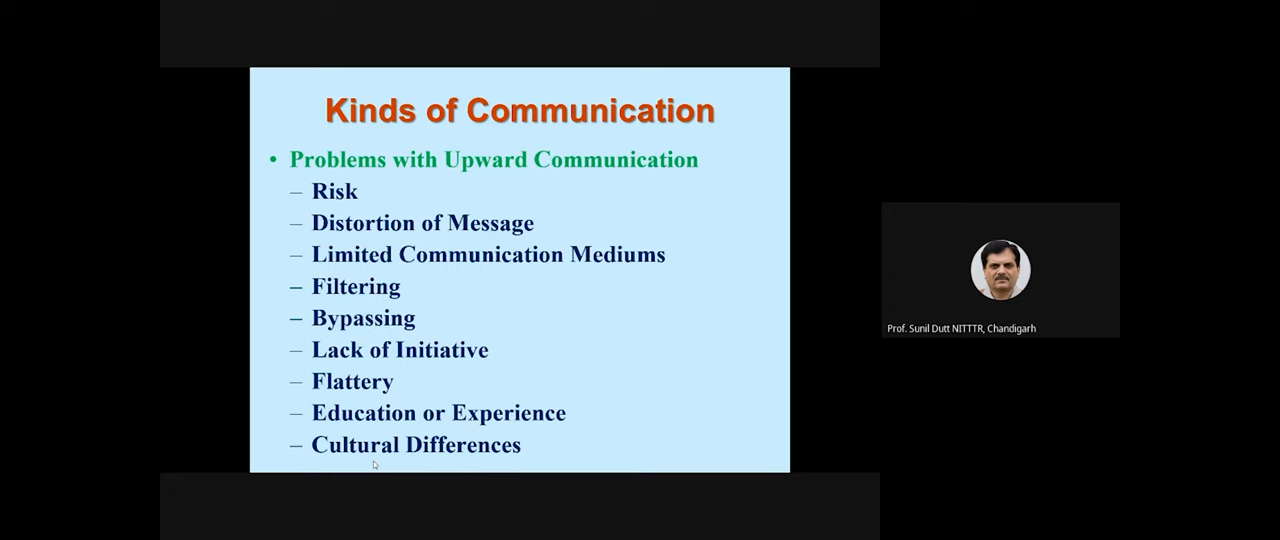 Kinds of Communication
• Problems with Upward Communication
– Risk
– Distortion of Message
– Limited Communication Mediums
– Filtering
– Bypassing
– Lack of Initiative
– Flattery
– Education or Experience
– Cultural Differences
Prof. Sunil Dutt NITTTR, Chandigarh